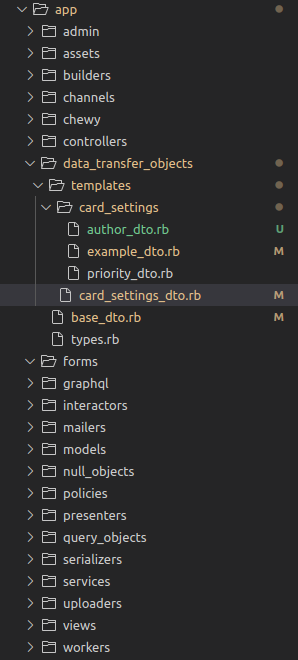 app
admin
assets
builders
channels
chewy
controllers
data_transfer_objects
templates
card_settings
author_dto.rb U
example_dto.rb M
priority_dto.rb
card_settings_dto.rb M
base_dto.rb M
types.rb
forms
graphql
interactors
mailers
models
null_objects
policies
presenters
query_objects
serializers
services
uploaders
views
workers